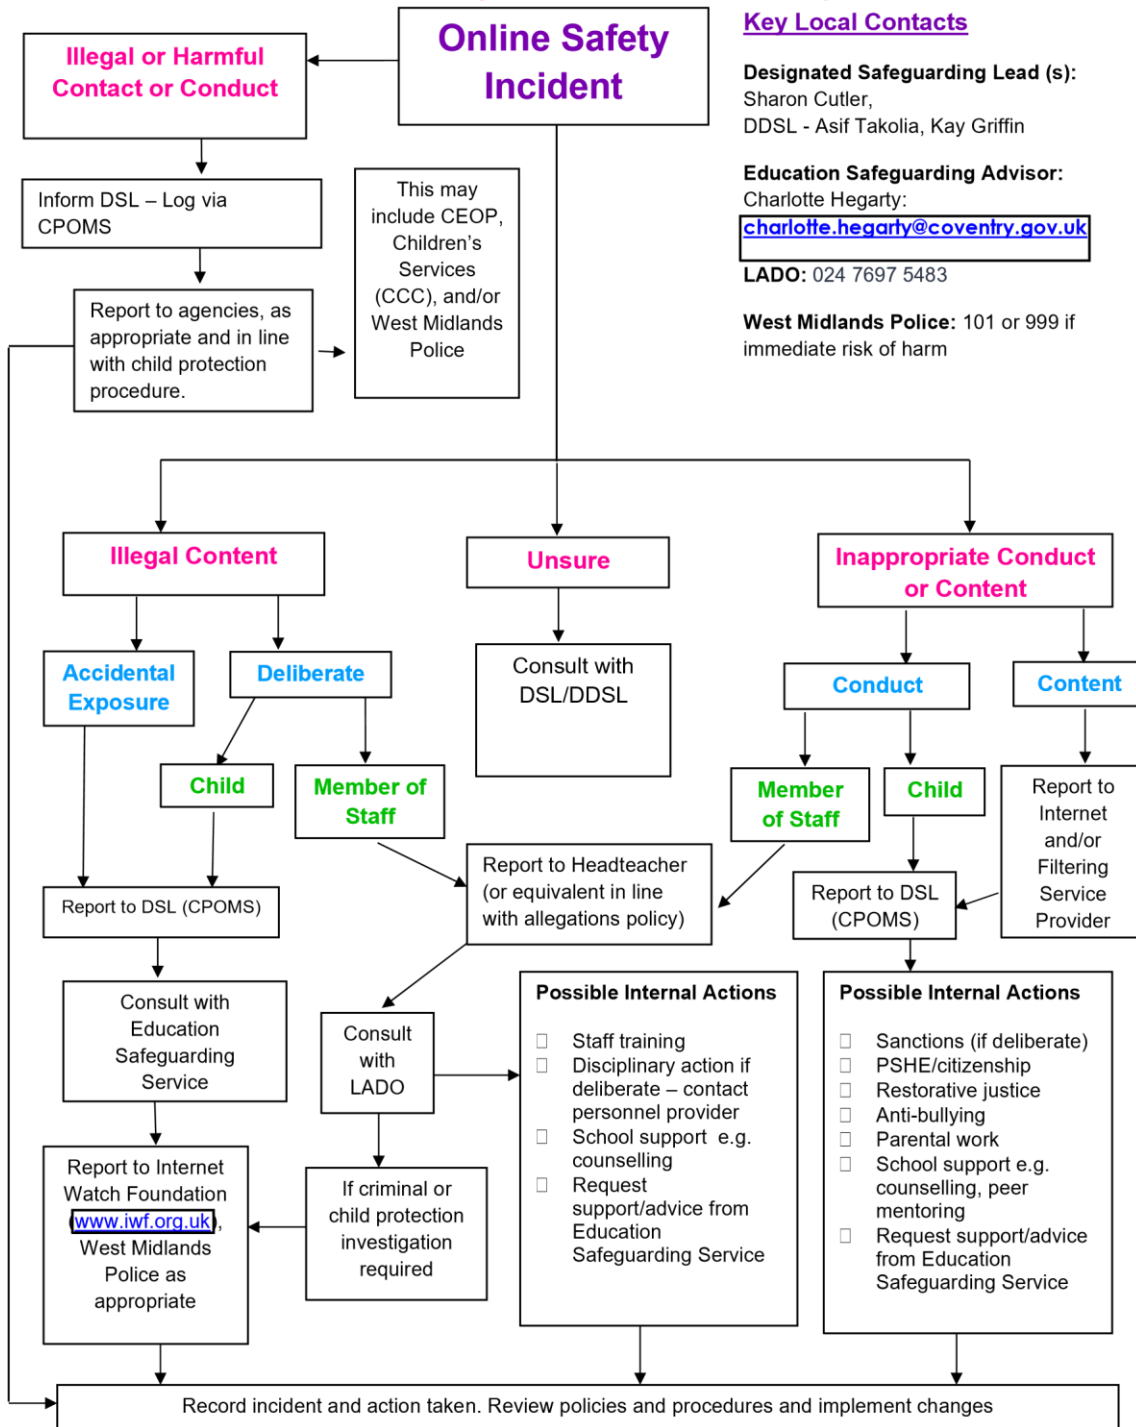 Online Safety
Incident
Key Local Contacts
Designated Safeguarding Lead (s):
Sharon Cutler,
DDSL - Asif Takolia, Kay Griffin
Education Safeguarding Advisor:
Charlotte Hegarty:
charlotte.hegarty@coventry.gov.uk
LADO: 024 7697 5483
West Midlands Police: 101 or 999 if
immediate risk of harm
Illegal or Harmful
Contact or Conduct
Inform DSL – Log via
CPOMS
Report to agencies, as
appropriate and in line
with child protection
procedure.
This may
include CEOP,
Children's
Services
(CCC), and/or
West Midlands
Police
Illegal Content
Unsure
Inappropriate Conduct
or Content
Accidental
Exposure
Deliberate
Consult with
DSL/DDSL
Conduct
Content
Child
Member of
Staff
Member
of Staff
Child
Report to
Internet
and/or
Filtering
Service
Provider
Report to DSL (CPOMS)
Report to Headteacher
(or equivalent in line
with allegations policy)
Report to DSL
(CPOMS)
Consult with
Education
Safeguarding
Service
Consult
with
LADO
Possible Internal Actions
Staff training
Disciplinary action if
deliberate – contact
personnel provider
School support e.g.
counselling
Request
support/advice from
Education
Safeguarding Service
Possible Internal Actions
Sanctions (if deliberate)
PSHE/citizenship
Restorative justice
Anti-bullying
Parental work
School support e.g.
counselling, peer
mentoring
Request support/advice
from Education
Safeguarding Service
Report to Internet
Watch Foundation
(www.iwf.org.uk),
West Midlands
Police as
appropriate
If criminal or
child protection
investigation
required
Record incident and action taken. Review policies and procedures and implement changes